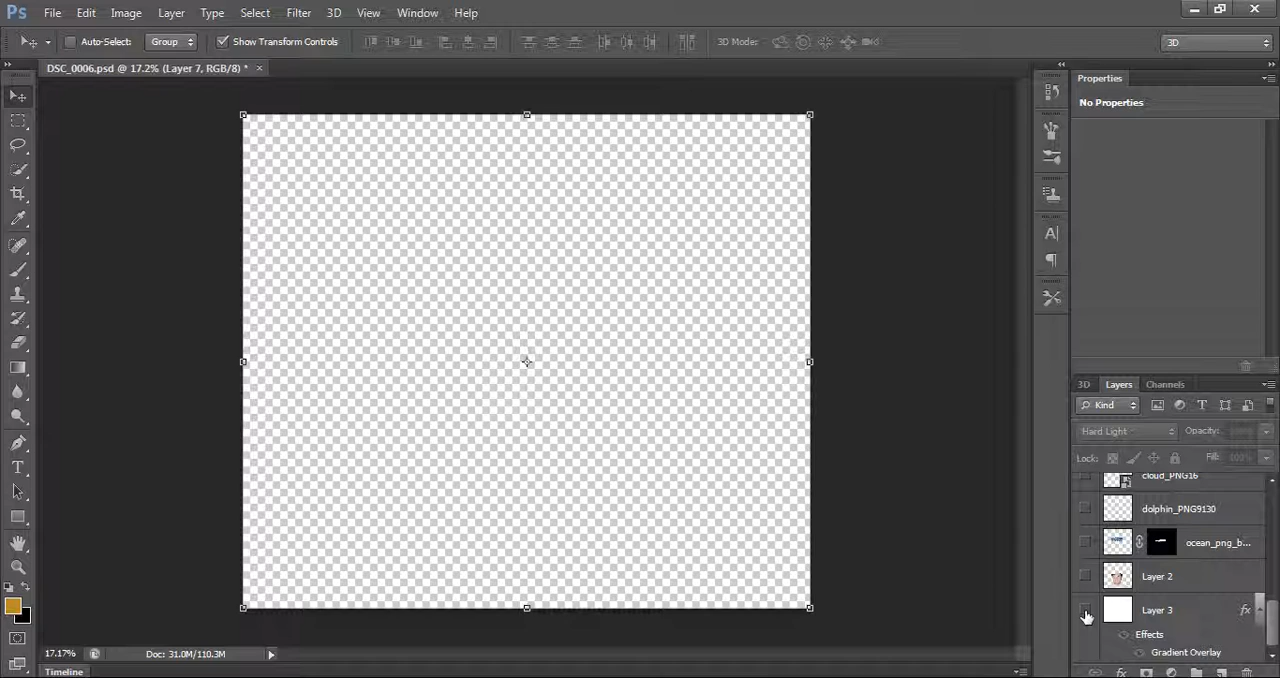 Ps File Edit Image Layer Type Select Filter 3D View Window Help
Auto-Select: Group Show Transform Controls 3D Mode: 3D
DSC_0006.psd @ 17.2% (Layer 7, RGB/8) * ×
Properties
No Properties
3D Layers Channels
Kind T
Hard Light Opacity:
Lock: Fill: 100%
cloud_PNG16
dolphin_PNG9130
ocean_png_b...
Layer 2
Layer 3 fx
Effects
Gradient Overlay
17.17% Doc: 31.0M/110.3M
Timeline fx